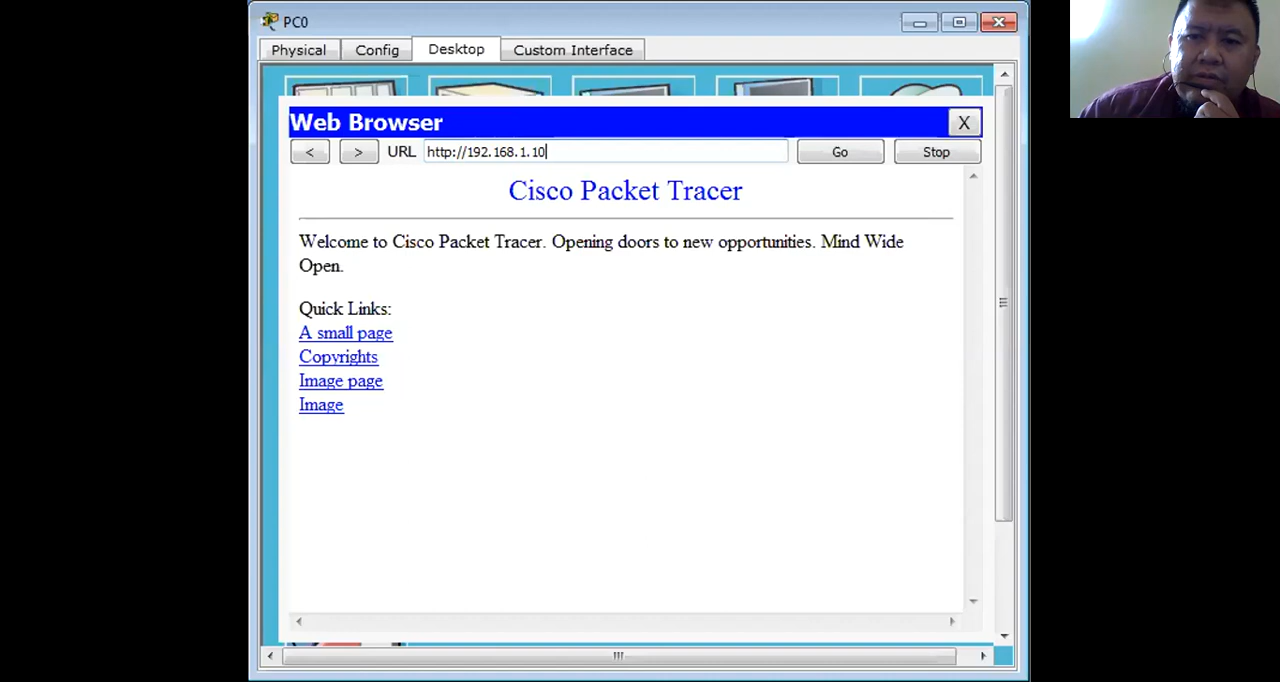 PC0
Physical Config Desktop Custom Interface
Web Browser X
< > URL http://192.168.1.10 Go Stop
Cisco Packet Tracer
Welcome to Cisco Packet Tracer. Opening doors to new opportunities. Mind Wide
Open.
Quick Links:
A small page
Copyrights
Image page
Image